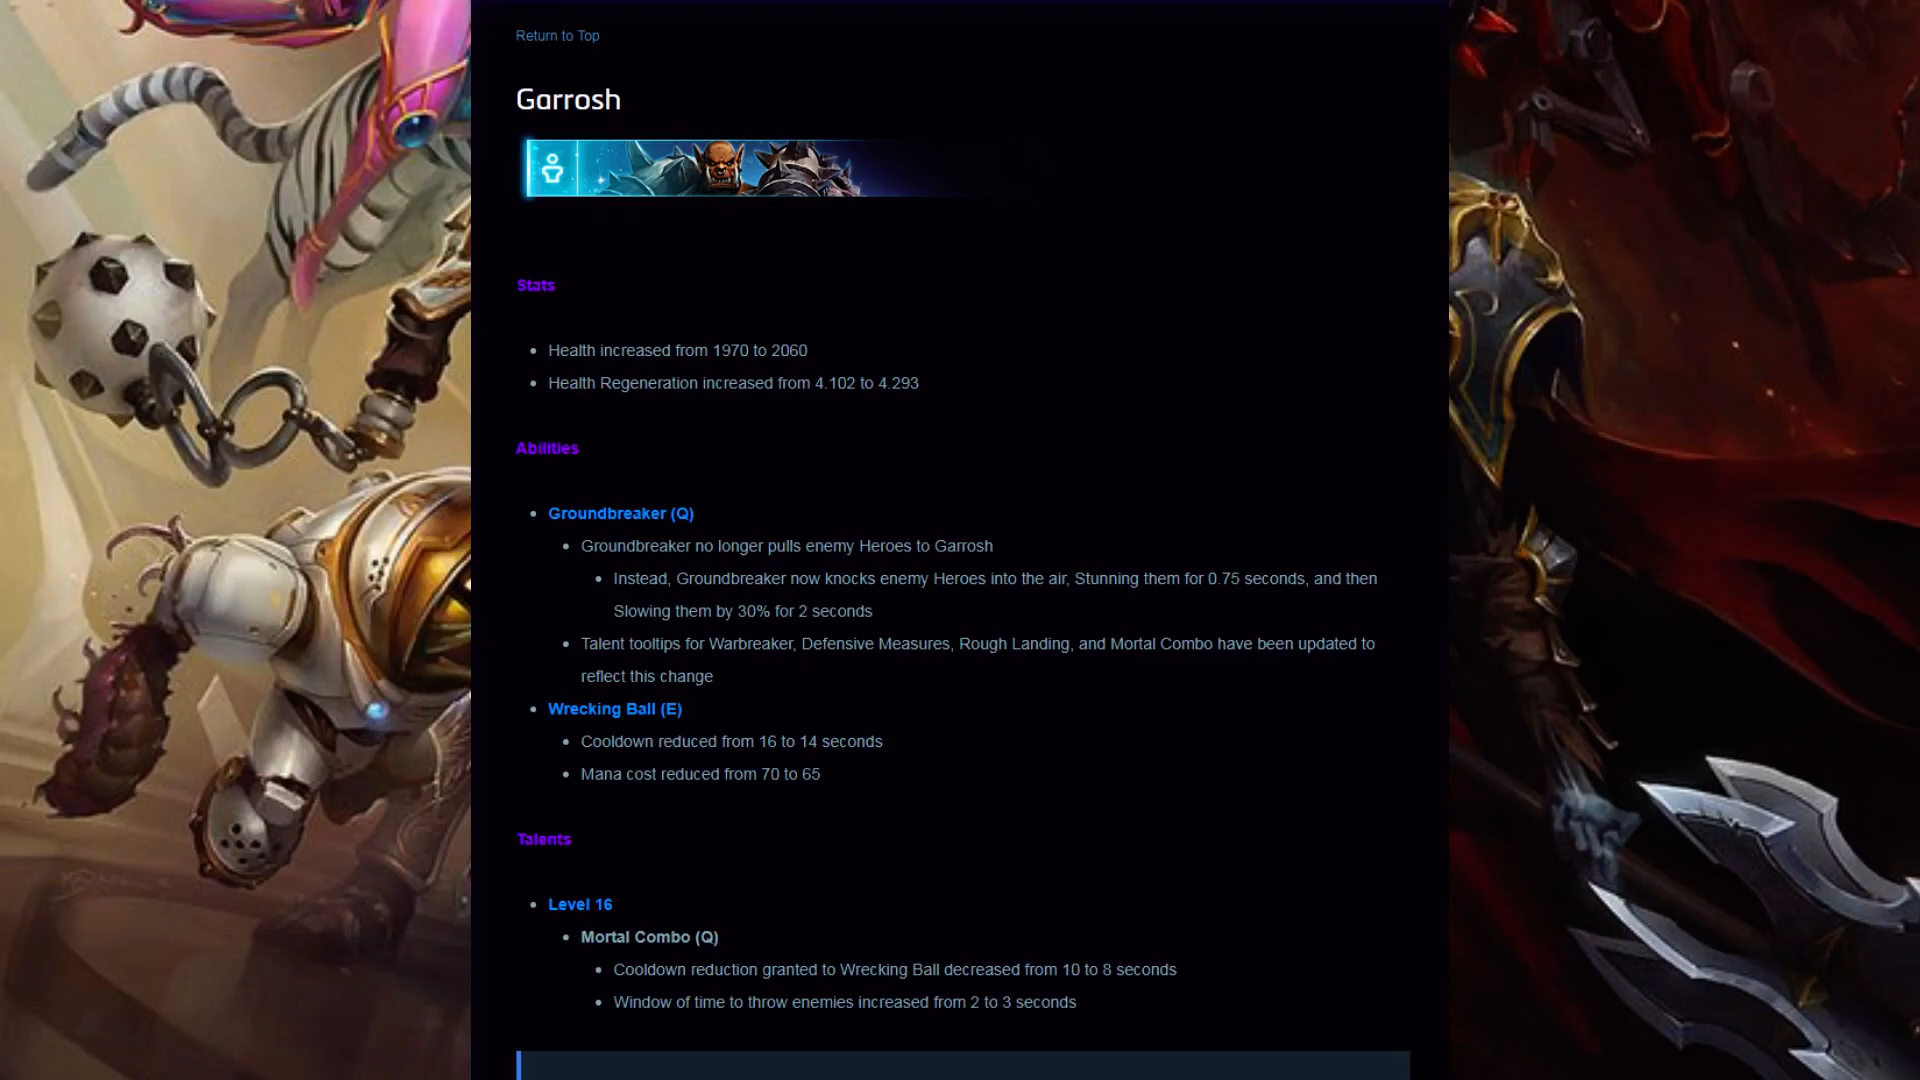 Return to Top
Garrosh
Stats
Health increased from 1970 to 2060
Health Regeneration increased from 4.102 to 4.293
Abilities
Groundbreaker (Q)
Groundbreaker no longer pulls enemy Heroes to Garrosh
Instead, Groundbreaker now knocks enemy Heroes into the air, Stunning them for 0.75 seconds, and then
Slowing them by 30% for 2 seconds
Talent tooltips for Warbreaker, Defensive Measures, Rough Landing, and Mortal Combo have been updated to
reflect this change
Wrecking Ball (E)
Cooldown reduced from 16 to 14 seconds
Mana cost reduced from 70 to 65
Talents
Level 16
Mortal Combo (Q)
Cooldown reduction granted to Wrecking Ball decreased from 10 to 8 seconds
Window of time to throw enemies increased from 2 to 3 seconds